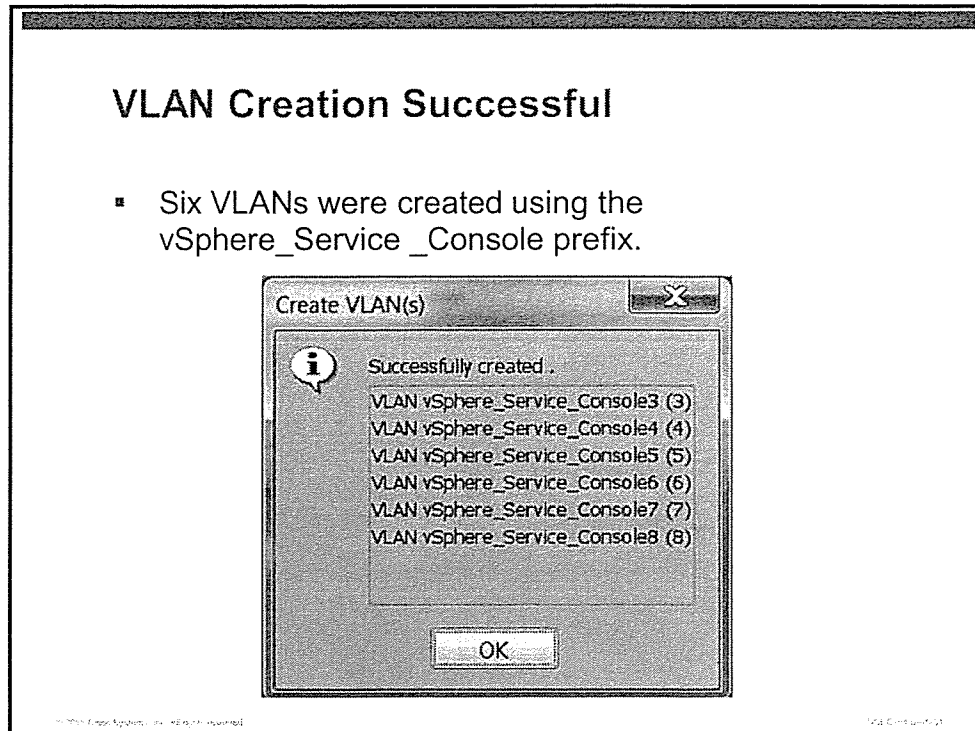 VLAN Creation Successful
▪ Six VLANs were created using the
vSphere_Service _Console prefix.
Create VLAN(s)
Successfully created .
VLAN vSphere_Service_Console3 (3)
VLAN vSphere_Service_Console4 (4)
VLAN vSphere_Service_Console5 (5)
VLAN vSphere_Service_Console6 (6)
VLAN vSphere_Service_Console7 (7)
VLAN vSphere_Service_Console8 (8)
OK